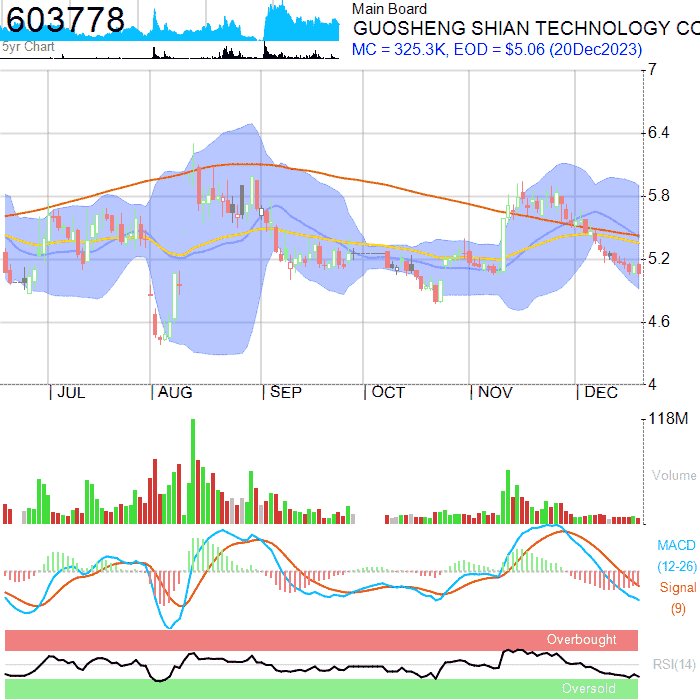 603778
5yr Chart
Main Board
GUOSHENG SHIAN TECHNOLOGY CO
MC = 325.3K, EOD = $5.06 (20Dec2023)
7
6.4
5.8
5.2
4.6
4
JUL
AUG
SEP
OCT
NOV
DEC
118M
Volume
MACD
(12-26)
Signal
(9)
Overbought
RSI(14)
Oversold